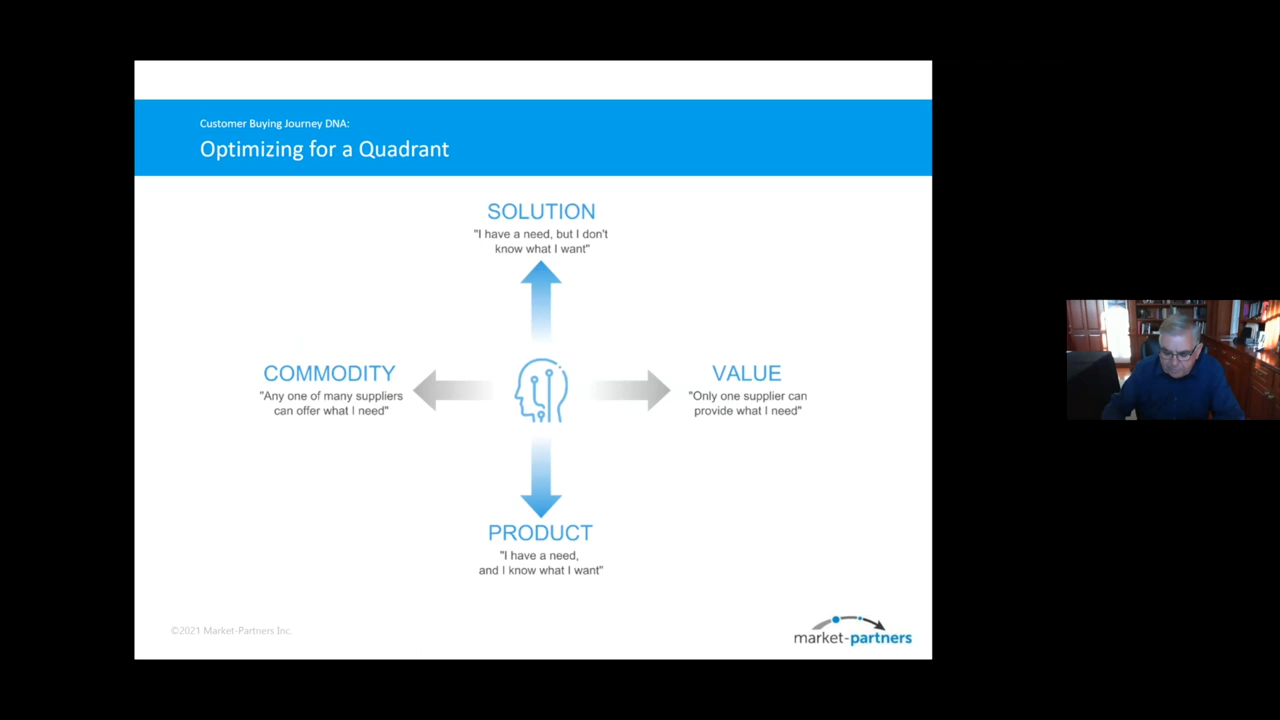 Customer Buying Journey DNA:
Optimizing for a Quadrant
SOLUTION
"I have a need, but I don't
know what I want"
COMMODITY
"Any one of many suppliers
can offer what I need"
VALUE
"Only one supplier can
provide what I need"
PRODUCT
"I have a need,
and I know what I want"
©2021 Market-Partners Inc.
market-partners